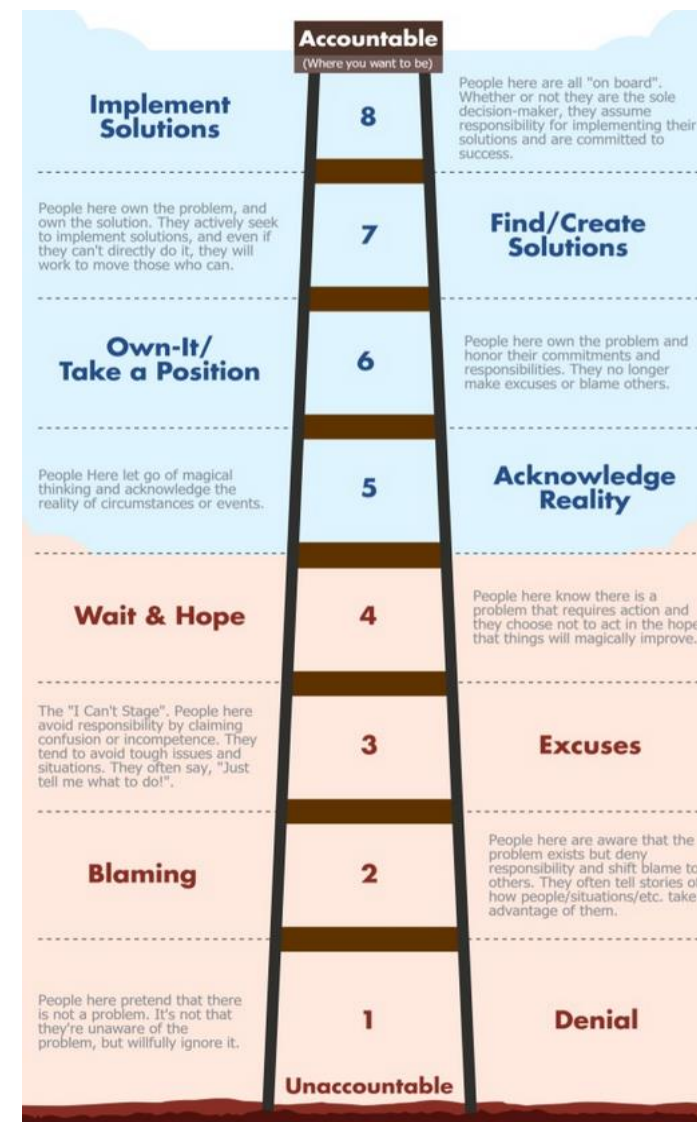 Accountable
(Where you want to be)
Implement
Solutions
8
People here are all "on board".
Whether or not they are the sole
decision-maker, they assume
responsibility for implementing their
solutions and are committed to
success.
People here own the problem, and
own the solution. They actively seek
to implement solutions, and even if
they can't directly do it, they will
work to move those who can.
7
Find/Create
Solutions
Own-It/
Take a Position
6
People here own the problem and
honor their commitments and
responsibilities. They no longer
make excuses or blame others.
People Here let go of magical
thinking and acknowledge the
reality of circumstances or events.
5
Acknowledge
Reality
Wait & Hope
4
People here know there is a
problem that requires action and
they choose not to act in the hope
that things will magically improve.
The "I Can't Stage". People here
avoid responsibility by claiming
confusion or incompetence. They
tend to avoid tough issues and
situations. They often say, "Just
tell me what to do!".
3
Excuses
Blaming
2
People here are aware that the
problem exists but deny
responsibility and shift blame to
others. They often tell stories of
how people/situations/etc. take
advantage of them.
People here pretend that there
is not a problem. It's not that
they're unaware of the
problem, but willfully ignore it.
1
Denial
Unaccountable